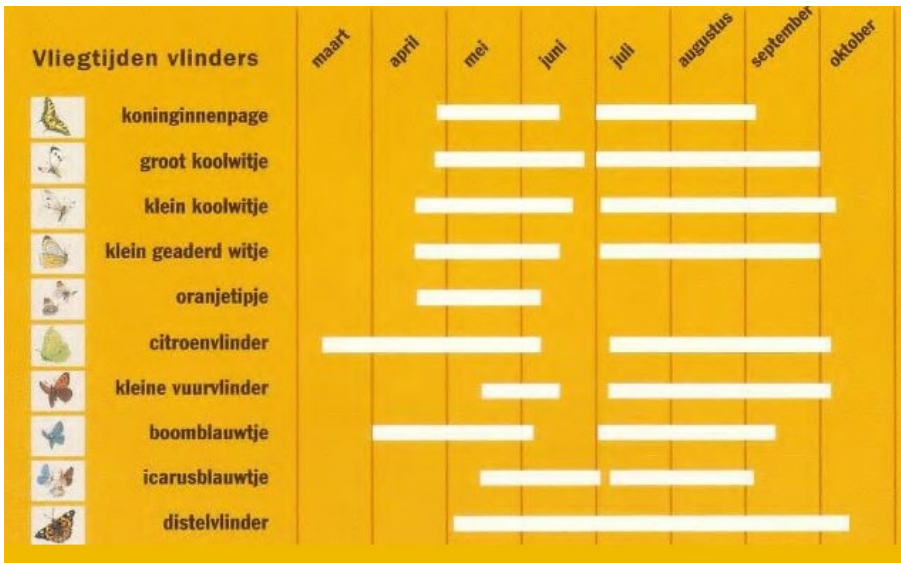 Vliegtijden vlinders
maart
april
mei
juni
juli
augustus
september
oktober
koninginnenpage
groot koolwitje
klein koolwitje
klein geaderd witje
oranjetipje
citroenvlinder
kleine vuurvlinder
boomblauwtje
icarusblauwtje
distelvlinder